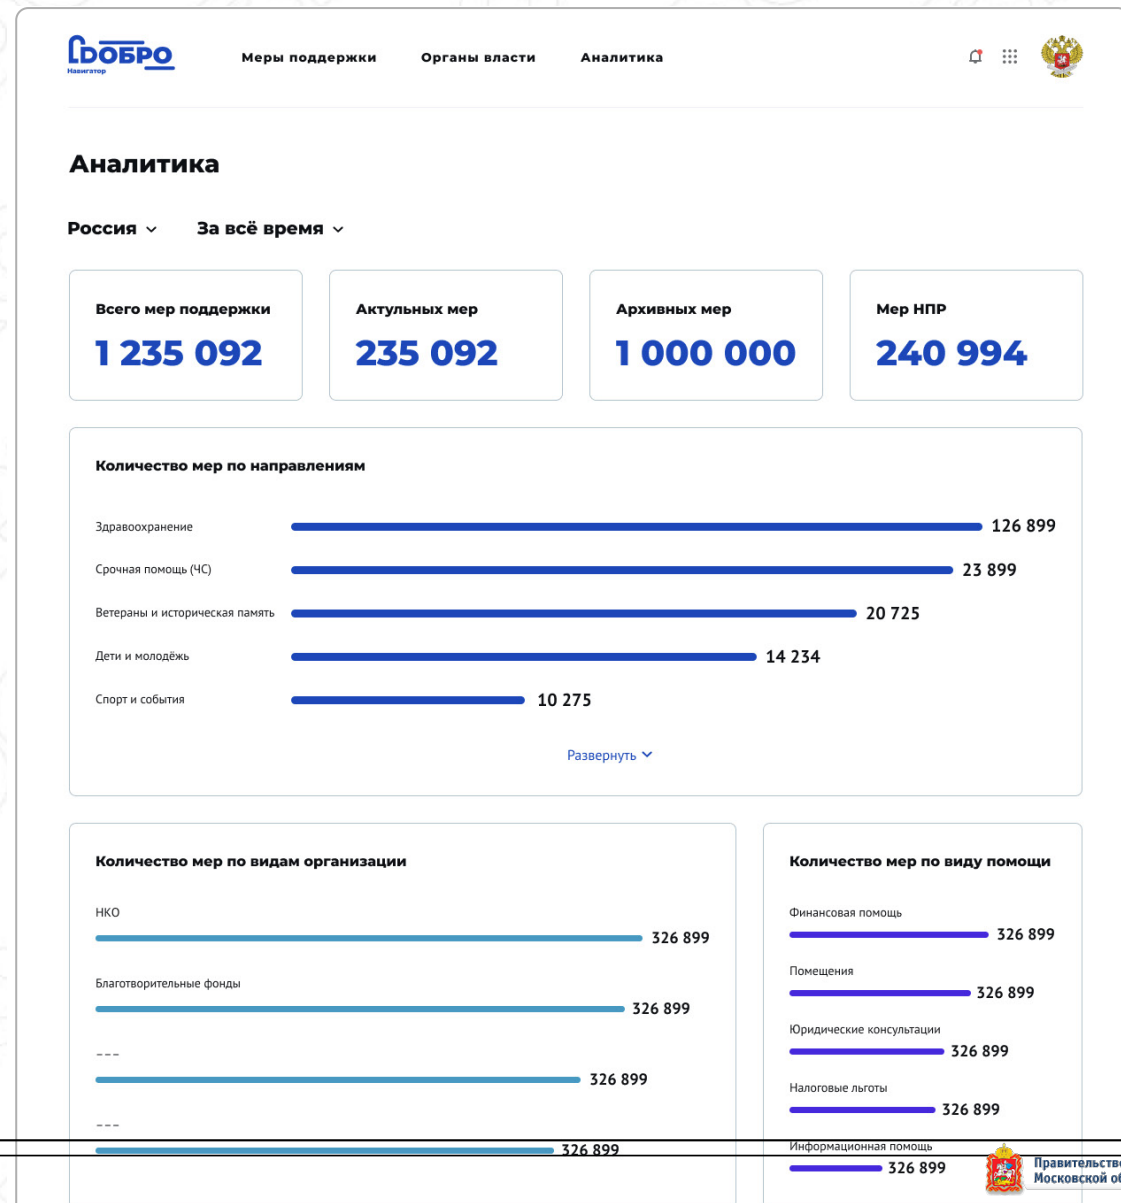 ДОБРО
Навигатор
Меры поддержки
Органы власти
Аналитика
Аналитика
Россия
За всё время
Всего мер поддержки
1 235 092
Актульных мер
235 092
Архивных мер
1 000 000
Мер НПР
240 994
Количество мер по направлениям
Здравоохранение
126 899
Срочная помощь (ЧС)
23 899
Ветераны и историческая память
20 725
Дети и молодёжь
14 234
Спорт и события
10 275
Развернуть
Количество мер по видам организации
НКО
326 899
Благотворительные фонды
326 899
---
326 899
---
326 899
Количество мер по виду помощи
Финансовая помощь
326 899
Помещения
326 899
Юридические консультации
326 899
Налоговые льготы
326 899
Информационная помощь
326 899
Правительство
Московской об